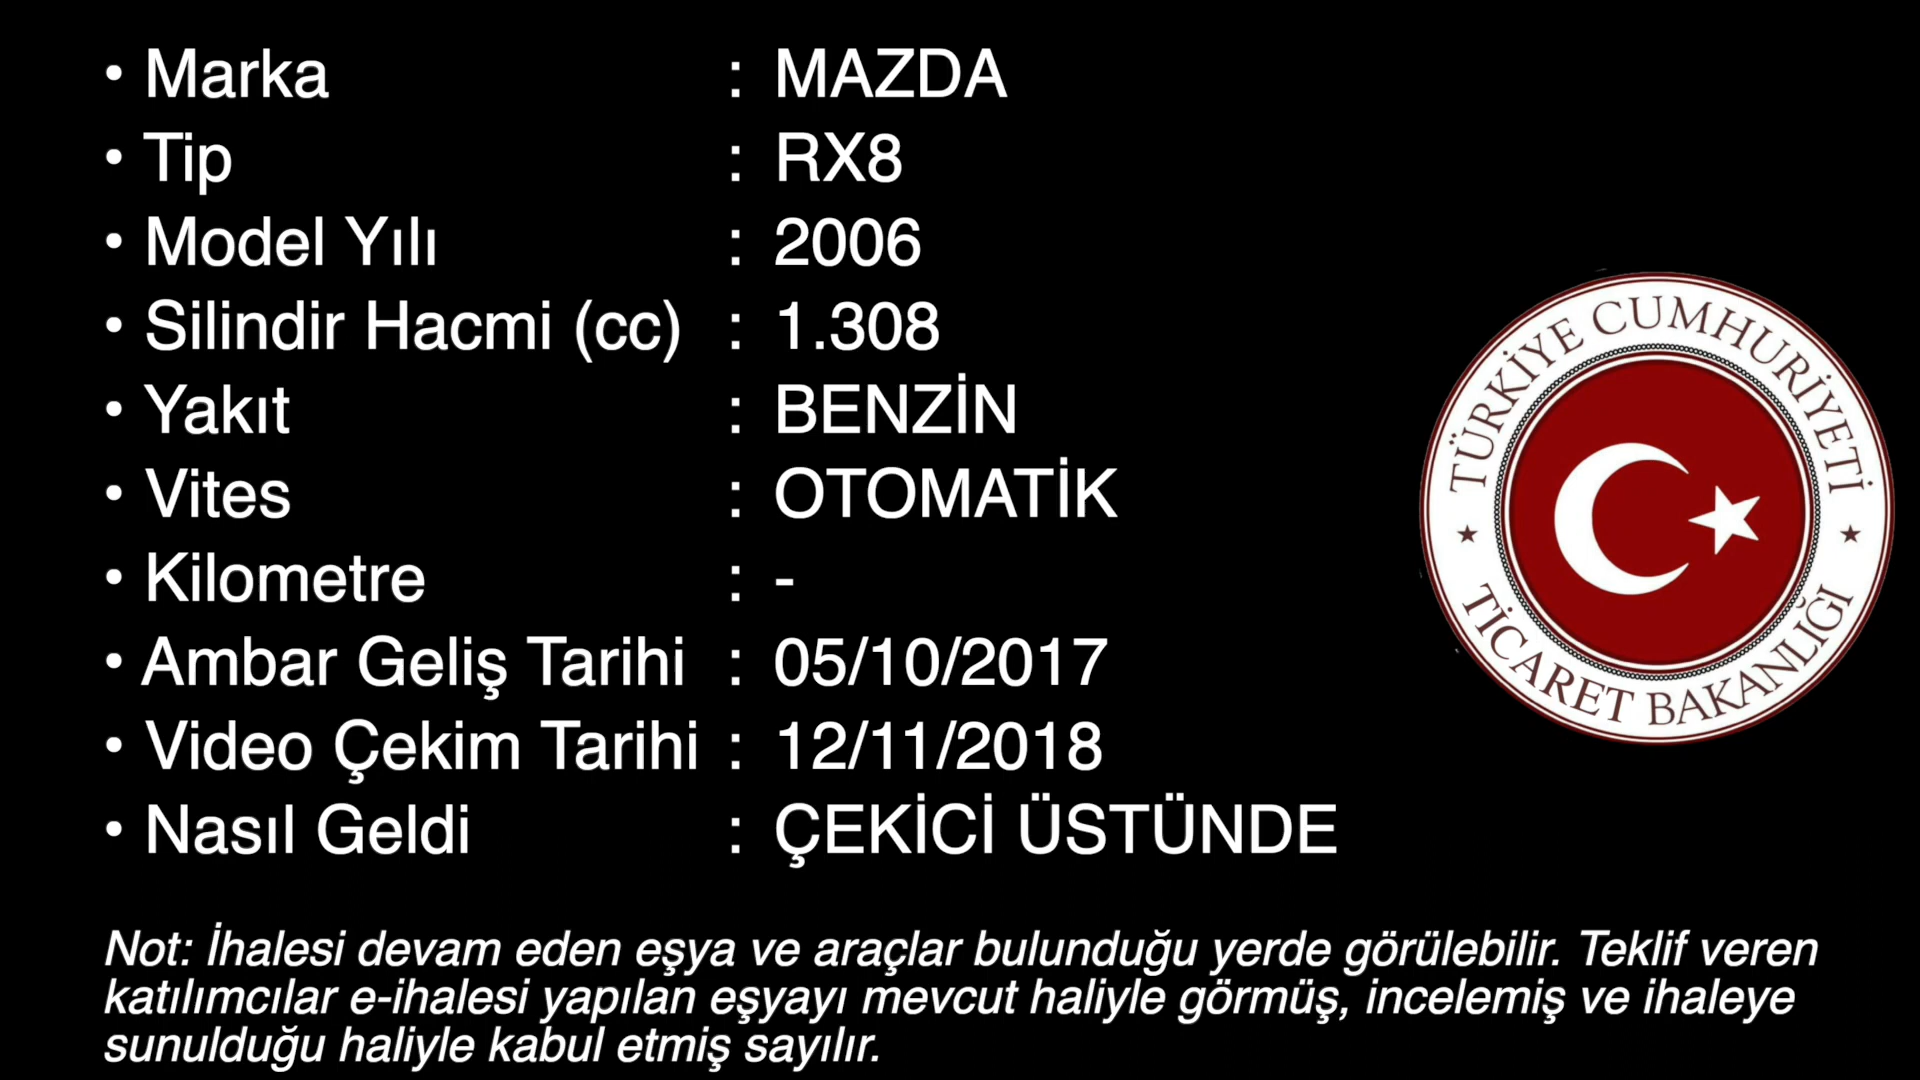 • Marka : MAZDA
• Tip : RX8
• Model Yılı : 2006
• Silindir Hacmi (cc) : 1.308
• Yakıt : BENZİN
• Vites : OTOMATİK
• Kilometre : -
• Ambar Geliş Tarihi : 05/10/2017
• Video Çekim Tarihi : 12/11/2018
• Nasıl Geldi : ÇEKİCİ ÜSTÜNDE
TÜRKİYE CUMHURİYETİ
TİCARET BAKANLIĞI
Not: İhalesi devam eden eşya ve araçlar bulunduğu yerde görülebilir. Teklif veren
katılımcılar e-ihalesi yapılan eşyayı mevcut haliyle görmüş, incelemiş ve ihaleye
sunulduğu haliyle kabul etmiş sayılır.